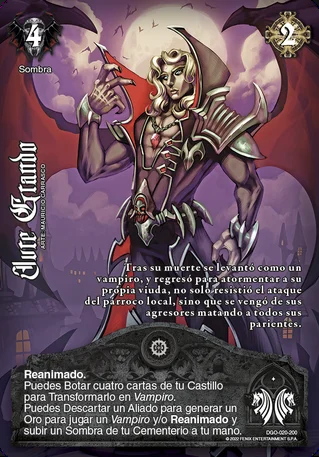 4
2
Sombra
Jure Grando
ARTE: MAURICIO CARRASCO
Tras su muerte se levantó como un
vampiro, y regresó para atormentar a su
propia viuda, no solo resistió el ataque
del párroco local, sino que se vengó de sus
agresores matando a todos sus
parientes.
Reanimado.
Puedes Botar cuatro cartas de tu Castillo
para Transformarlo en Vampiro.
Puedes Descartar un Aliado para generar un
Oro para jugar un Vampiro y/o Reanimado y
subir un Sombra de tu Cementerio a tu mano.
DGO-020-200
© 2022 FENIX ENTERTAINMENT S.P.A.